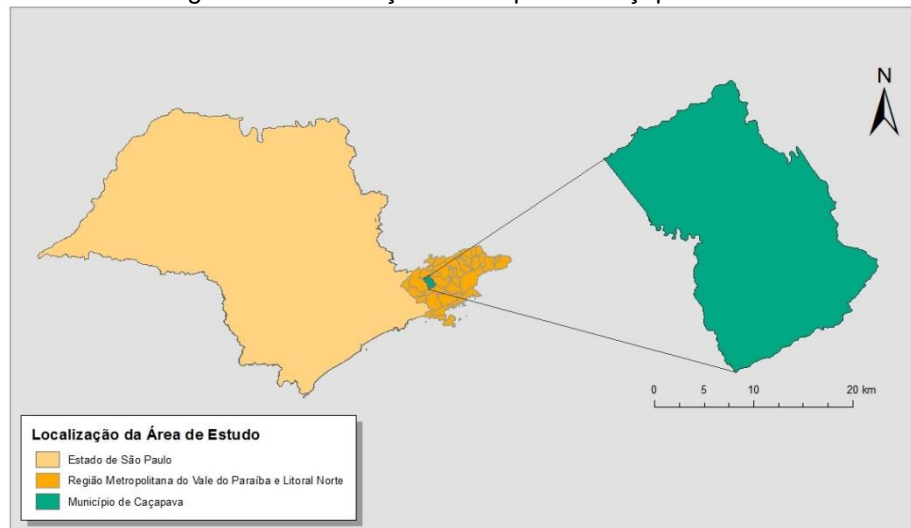 N
0 5 10 20 km
Localização da Área de Estudo
Estado de São Paulo
Região Metropolitana do Vale do Paraíba e Litoral Norte
Município de Caçapava